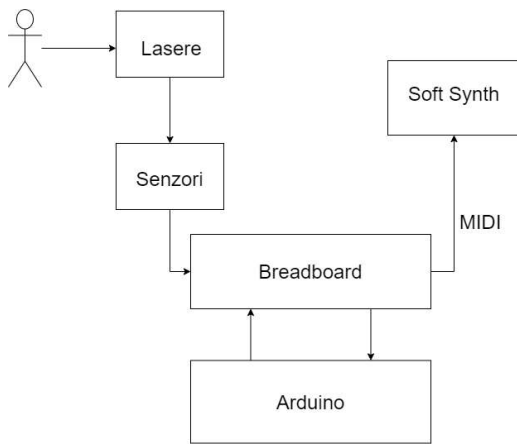 Lasere
Soft Synth
Senzori
MIDI
Breadboard
Arduino